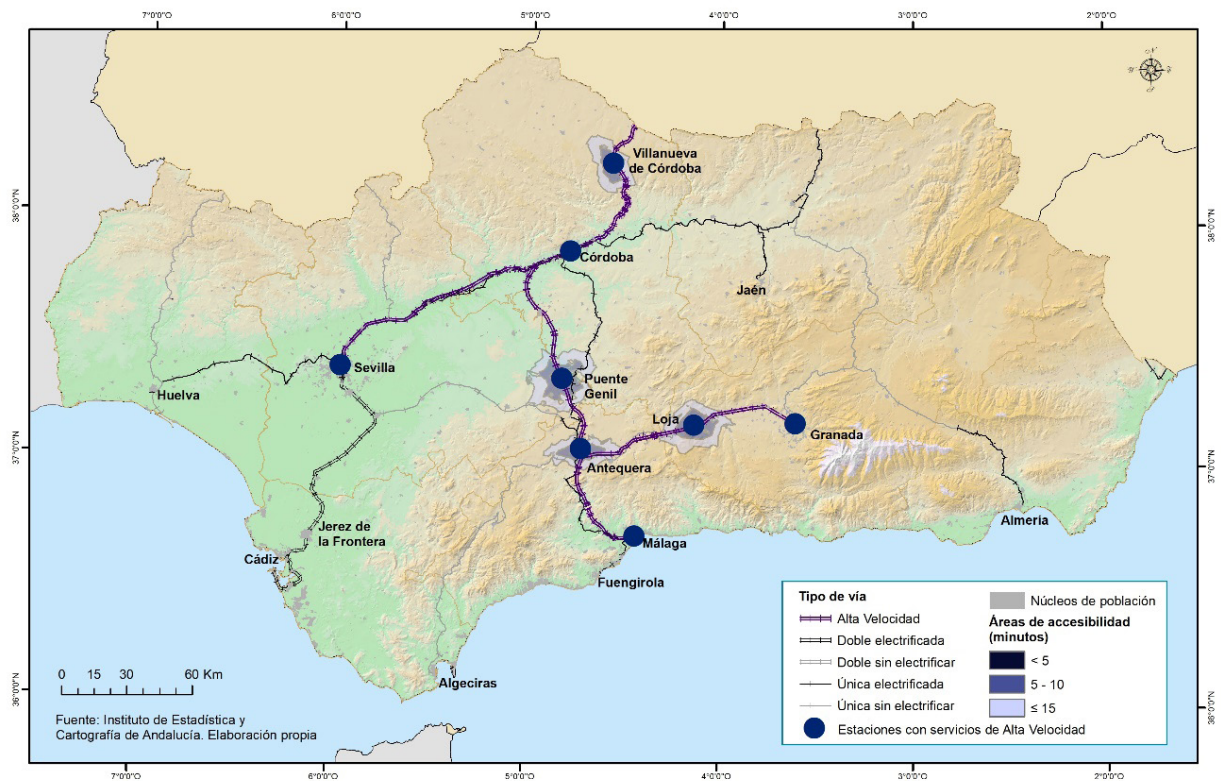 7°0'0"O 6°0'0"O 5°0'0"O 4°0'0"O 3°0'0"O 2°0'0"O
Villanueva
de Córdoba
38°0'0"N
38°0'0"N
Córdoba
Jaén
Sevilla
Puente
Genil
Huelva
Loja
Granada
37°0'0"N
37°0'0"N
Antequera
Almeria
Jerez de
la Frontera
Málaga
Cádiz
Fuengirola
Algeciras
Tipo de vía
Alta Velocidad
Doble electrificada
Doble sin electrificar
Única electrificada
Única sin electrificar
Estaciones con servicios de Alta Velocidad
Núcleos de población
Áreas de accesibilidad
(minutos)
< 5
5 - 10
≤ 15
0 15 30 60 Km
36°0'0"N
38°0'0"N
Fuente: Instituto de Estadística y
Cartografía de Andalucía. Elaboración propia
7°0'0"O 6°0'0"O 5°0'0"O 4°0'0"O 3°0'0"O 2°0'0"O